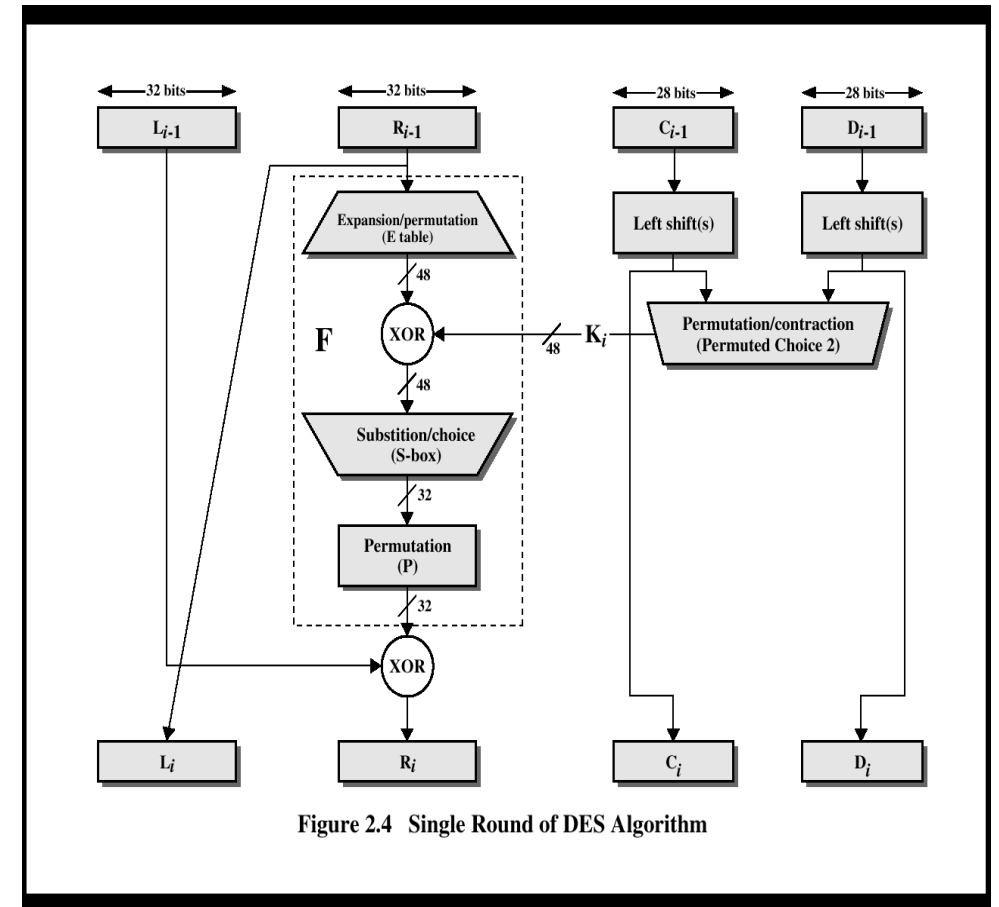 32 bits
32 bits
28 bits
28 bits
Li-1
Ri-1
Ci-1
Di-1
Expansion/permutation
(E table)
Left shift(s)
Left shift(s)
48
F
XOR
48
Ki
Permutation/contraction
(Permuted Choice 2)
48
Substition/choice
(S-box)
32
Permutation
(P)
32
XOR
Li
Ri
Ci
Di
Figure 2.4 Single Round of DES Algorithm